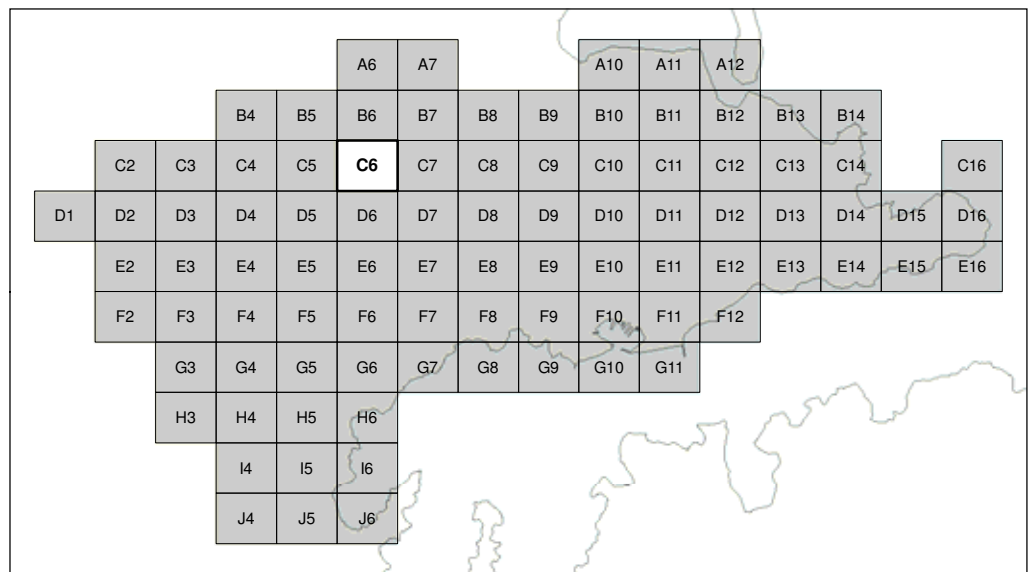 A6 A7 A10 A11 A12
B4 B5 B6 B7 B8 B9 B10 B11 B12 B13 B14
C2 C3 C4 C5 C6 C7 C8 C9 C10 C11 C12 C13 C14 C16
D1 D2 D3 D4 D5 D6 D7 D8 D9 D10 D11 D12 D13 D14 D15 D16
E2 E3 E4 E5 E6 E7 E8 E9 E10 E11 E12 E13 E14 E15 E16
F2 F3 F4 F5 F6 F7 F8 F9 F10 F11 F12
G3 G4 G5 G6 G7 G8 G9 G10 G11
H3 H4 H5 H6
I4 I5 I6
J4 J5 J6